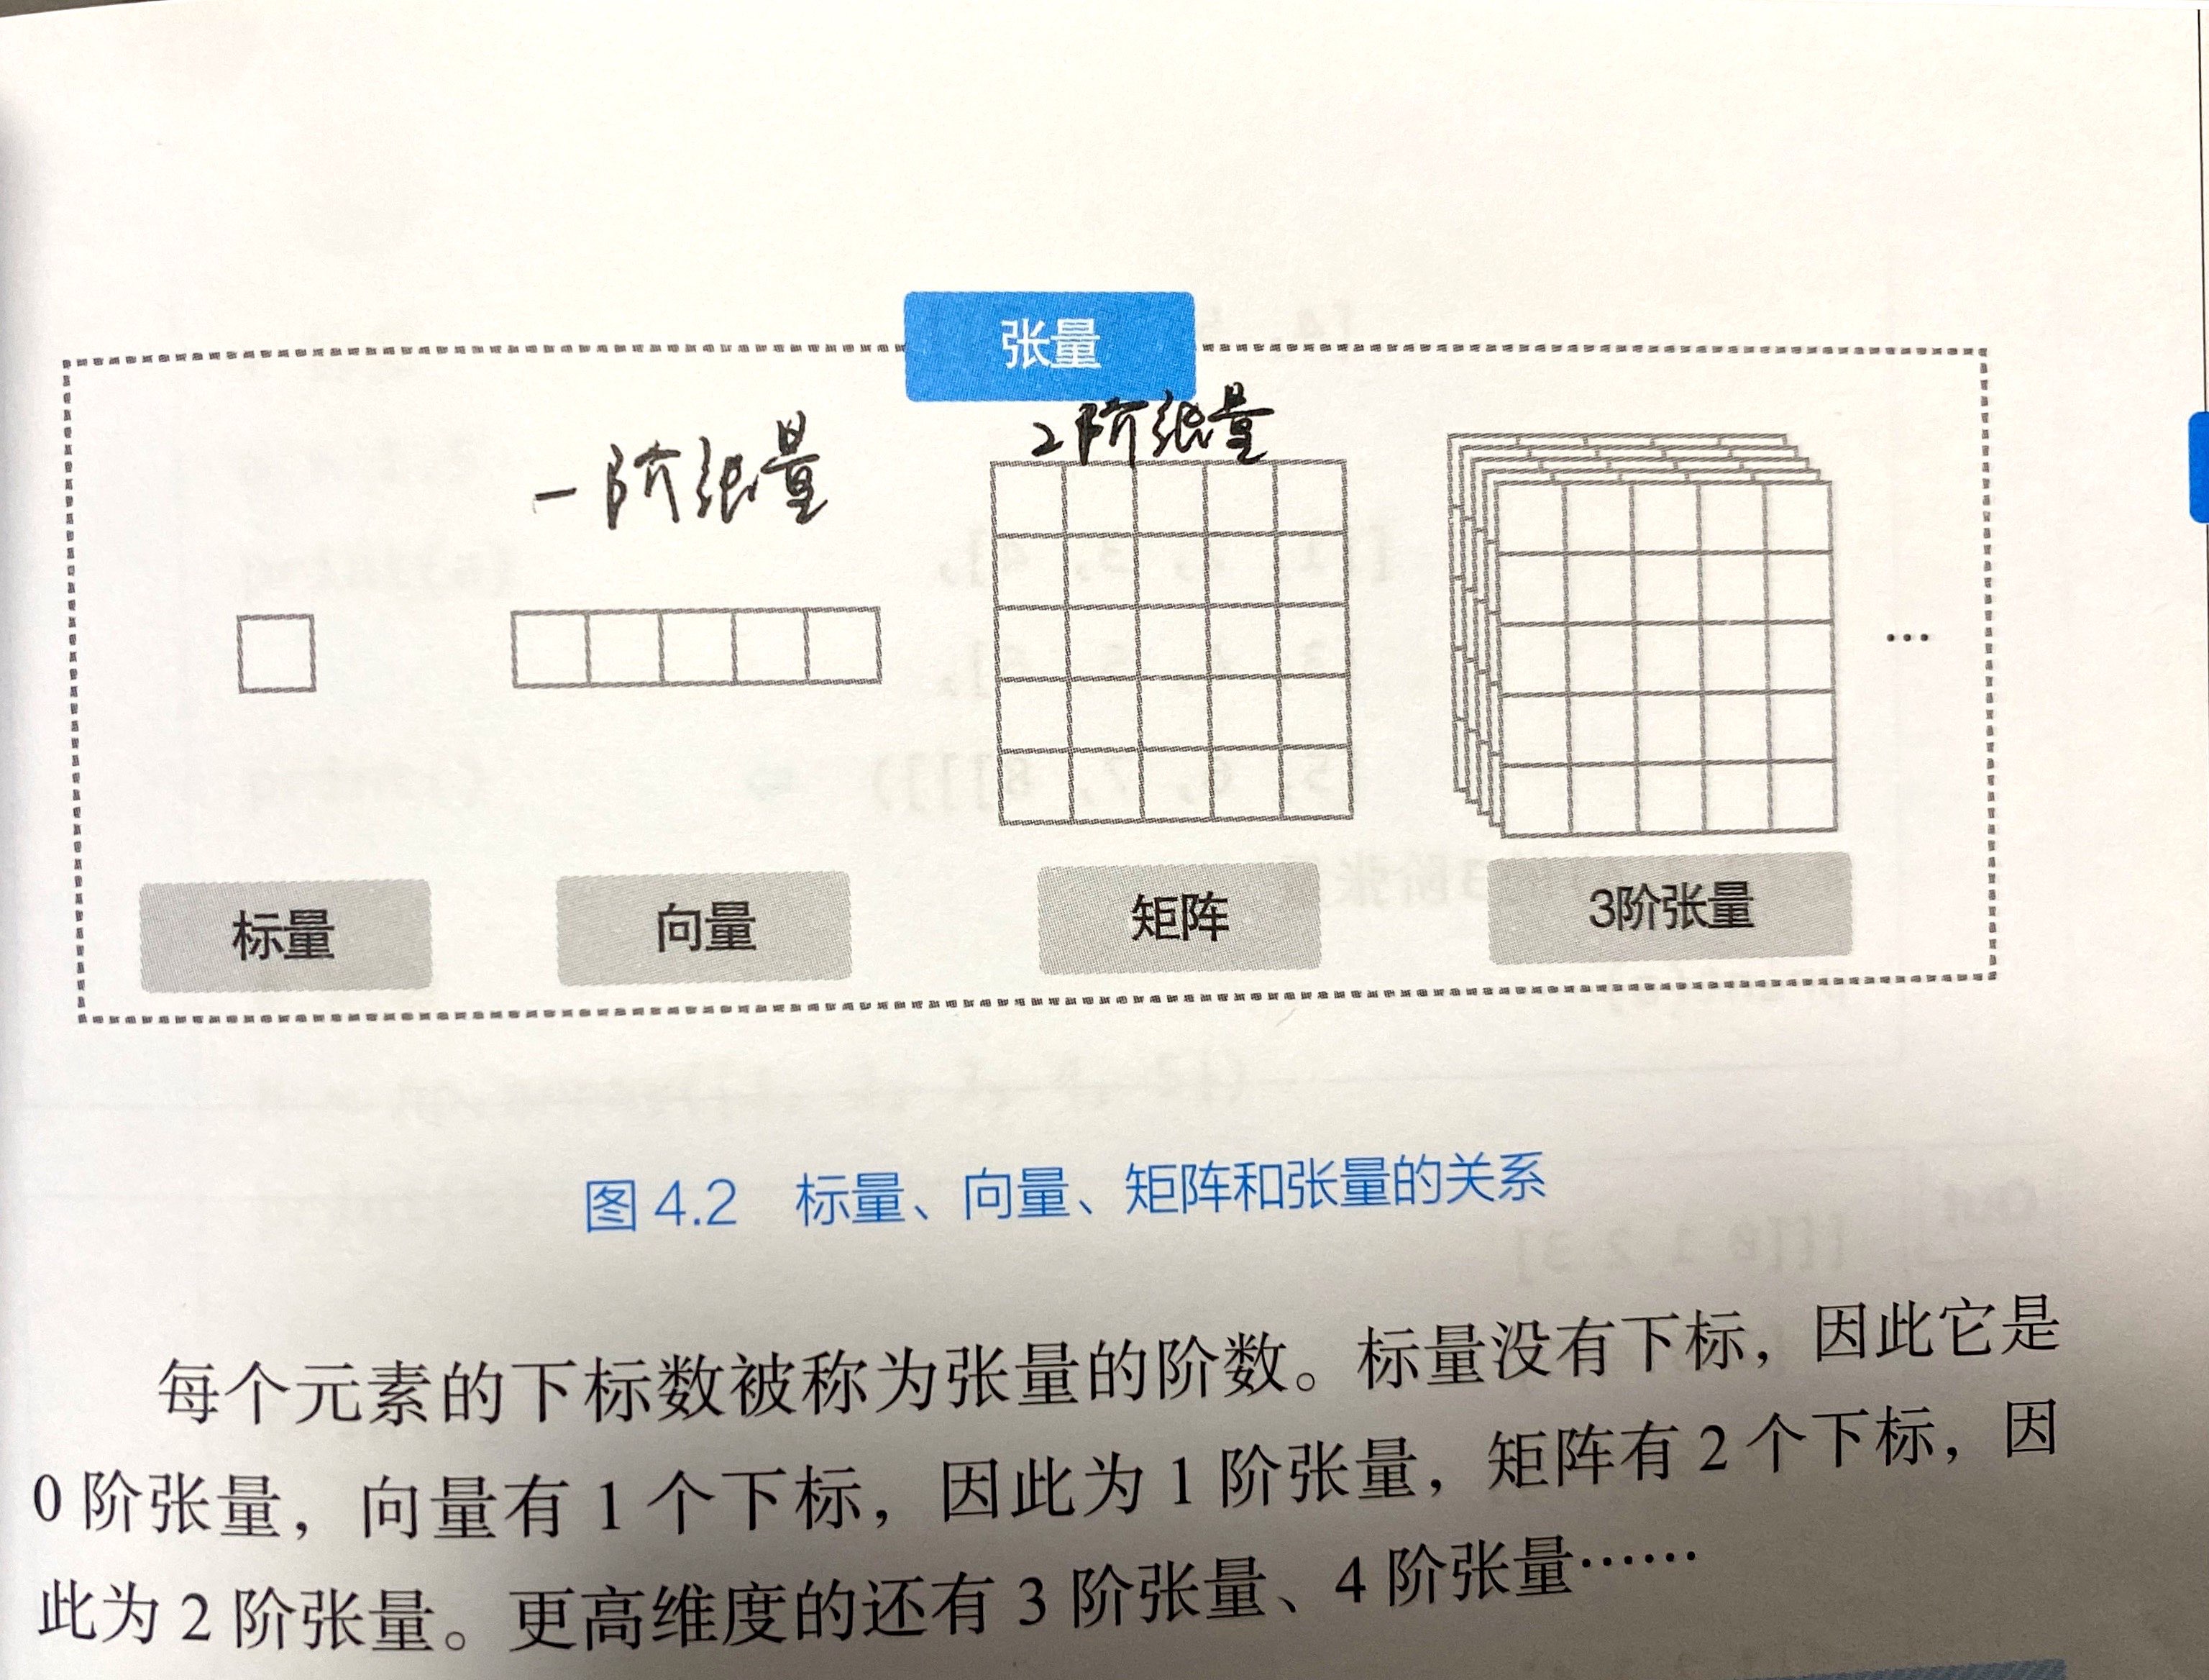 张量
一阶纸量
2阶纸量
...
标量
向量
矩阵
3阶张量
图 4.2 标量、向量、矩阵和张量的关系
每个元素的下标数被称为张量的阶数。标量没有下标，因此它是
0 阶张量，向量有 1 个下标，因此为 1 阶张量，矩阵有 2 个下标，因
此为 2 阶张量。更高维度的还有 3 阶张量、4 阶张量……